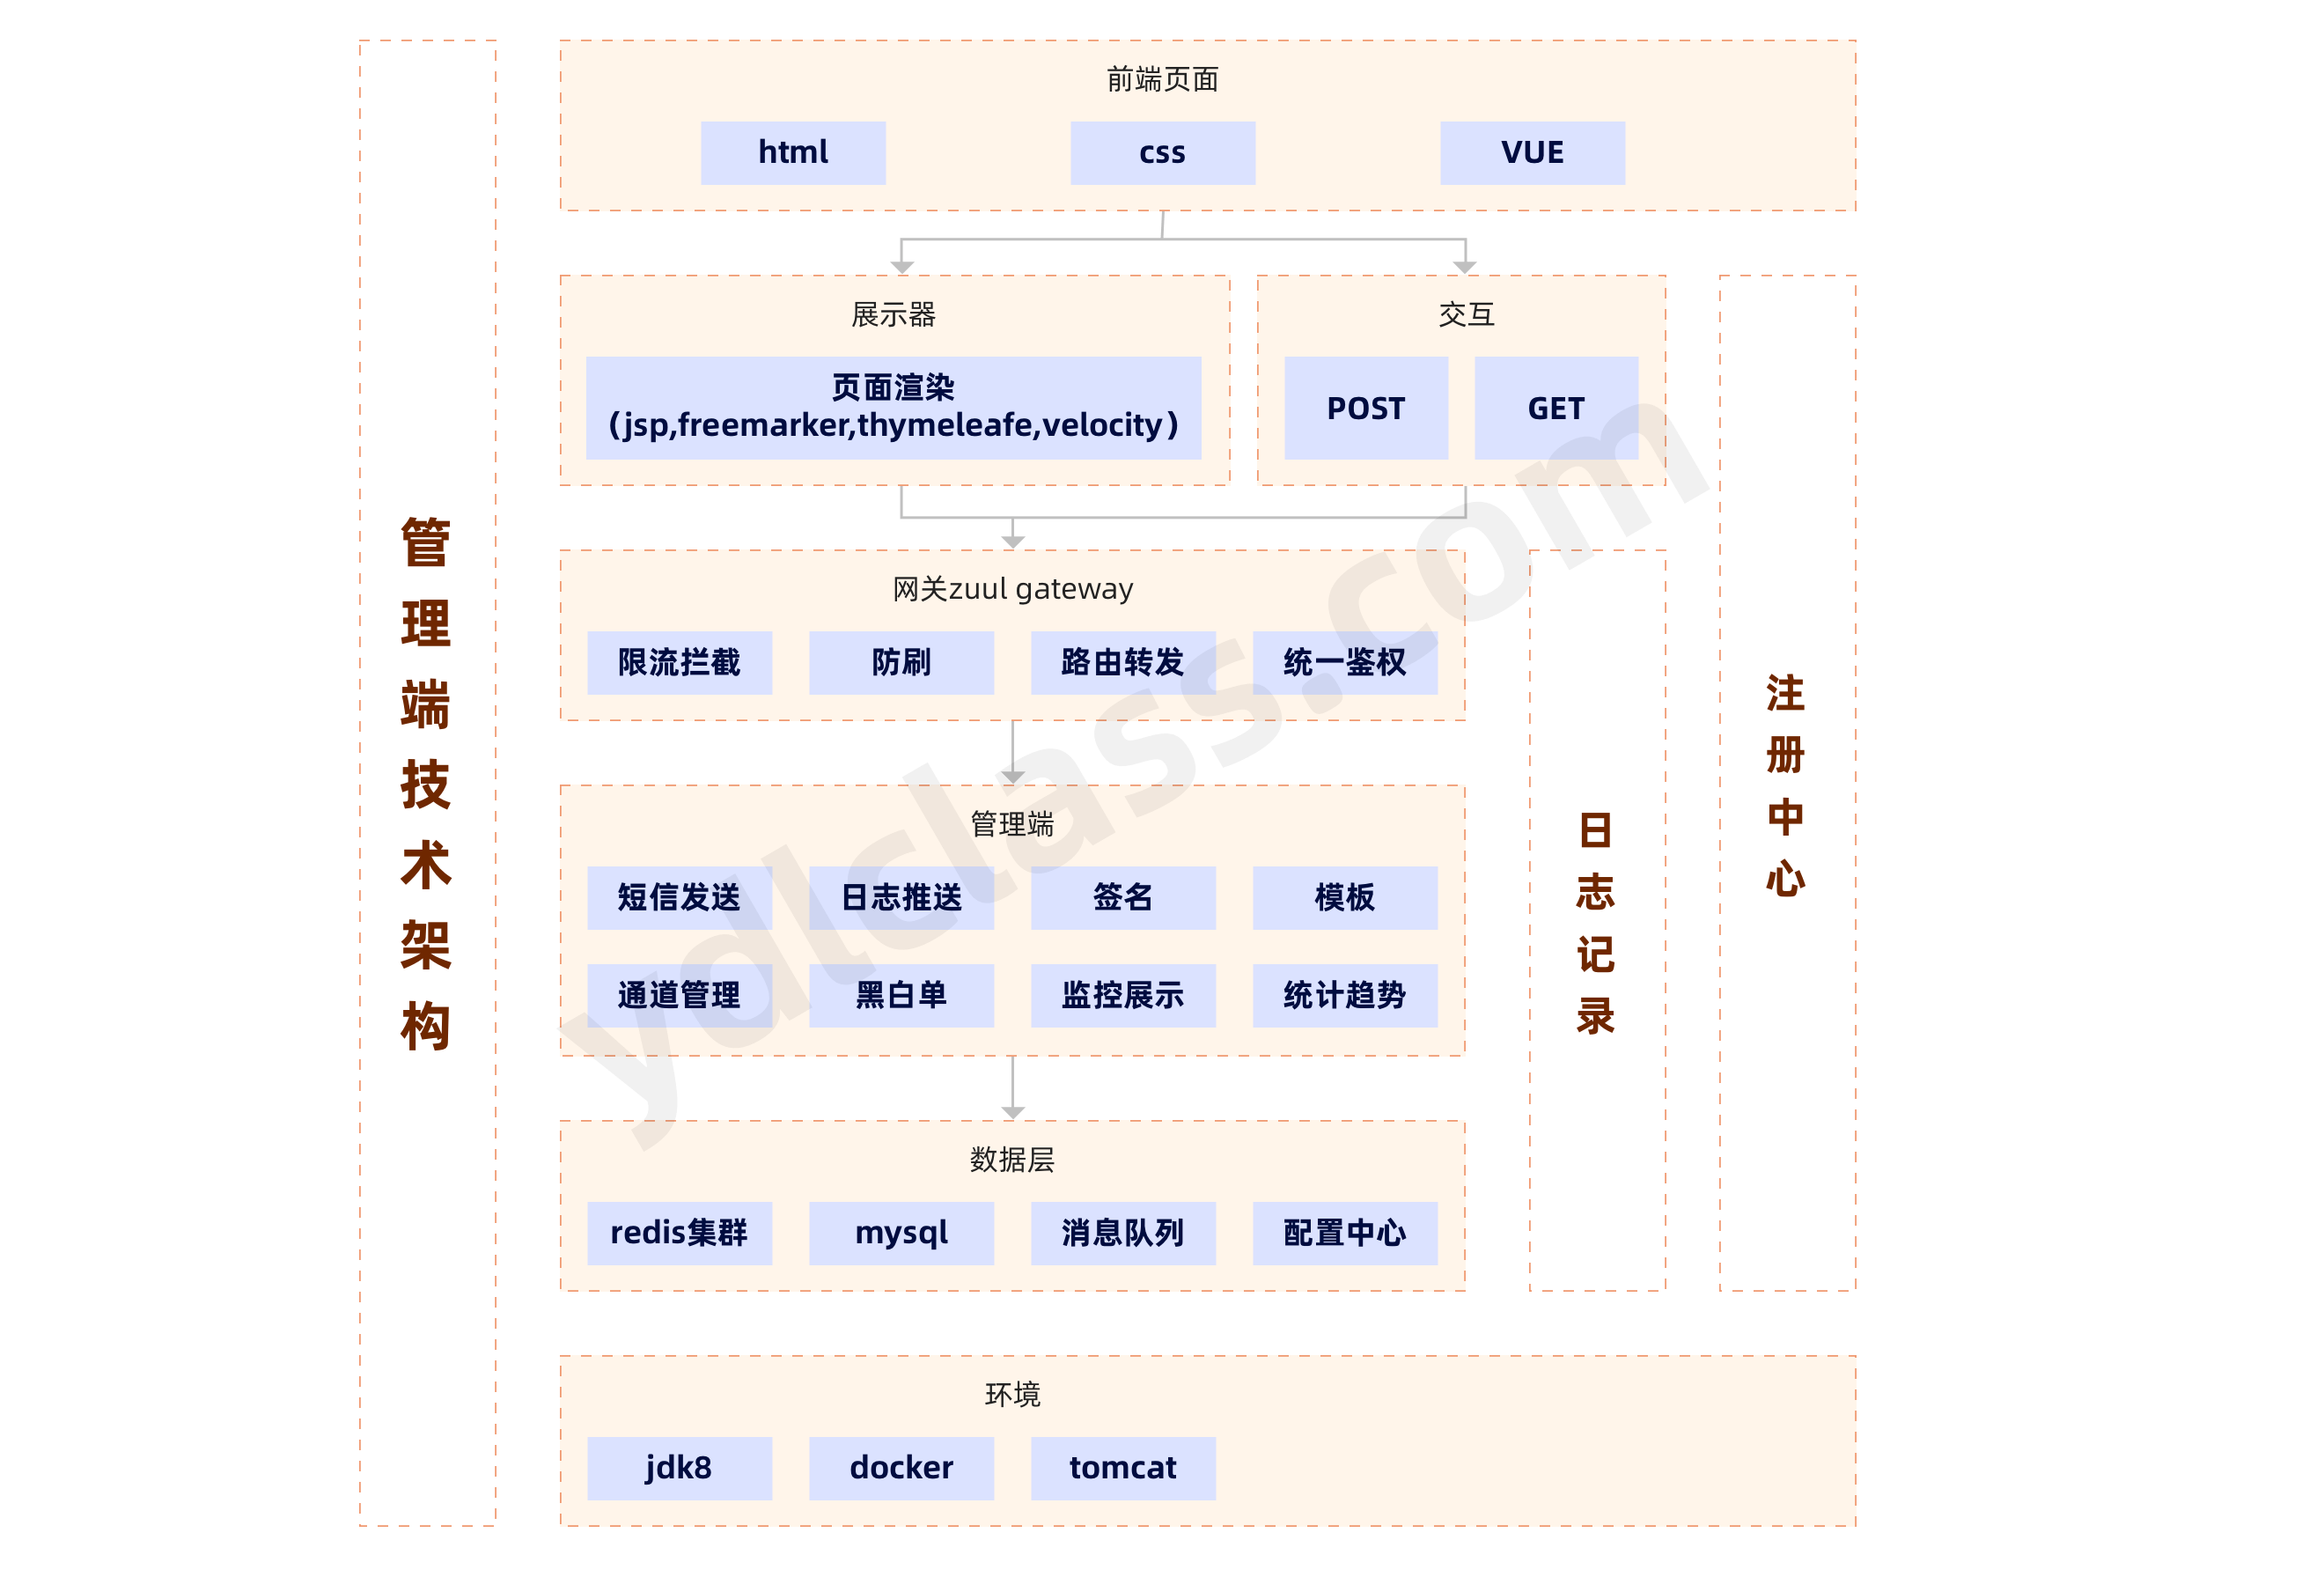 管理端技术架构
前端页面
html
css
VUE
展示器
页面渲染
(jsp,freemarker,thymeleafe,velocity)
交互
POST
GET
网关zuul gateway
限流拦截
防刷
路由转发
统一鉴权
管理端
短信发送
日志推送
签名
模板
通道管理
黑白单
监控展示
统计趋势
数据层
redis集群
mysql
消息队列
配置中心
日志记录
注册中心
环境
jdk8
docker
tomcat
ydlclass.com